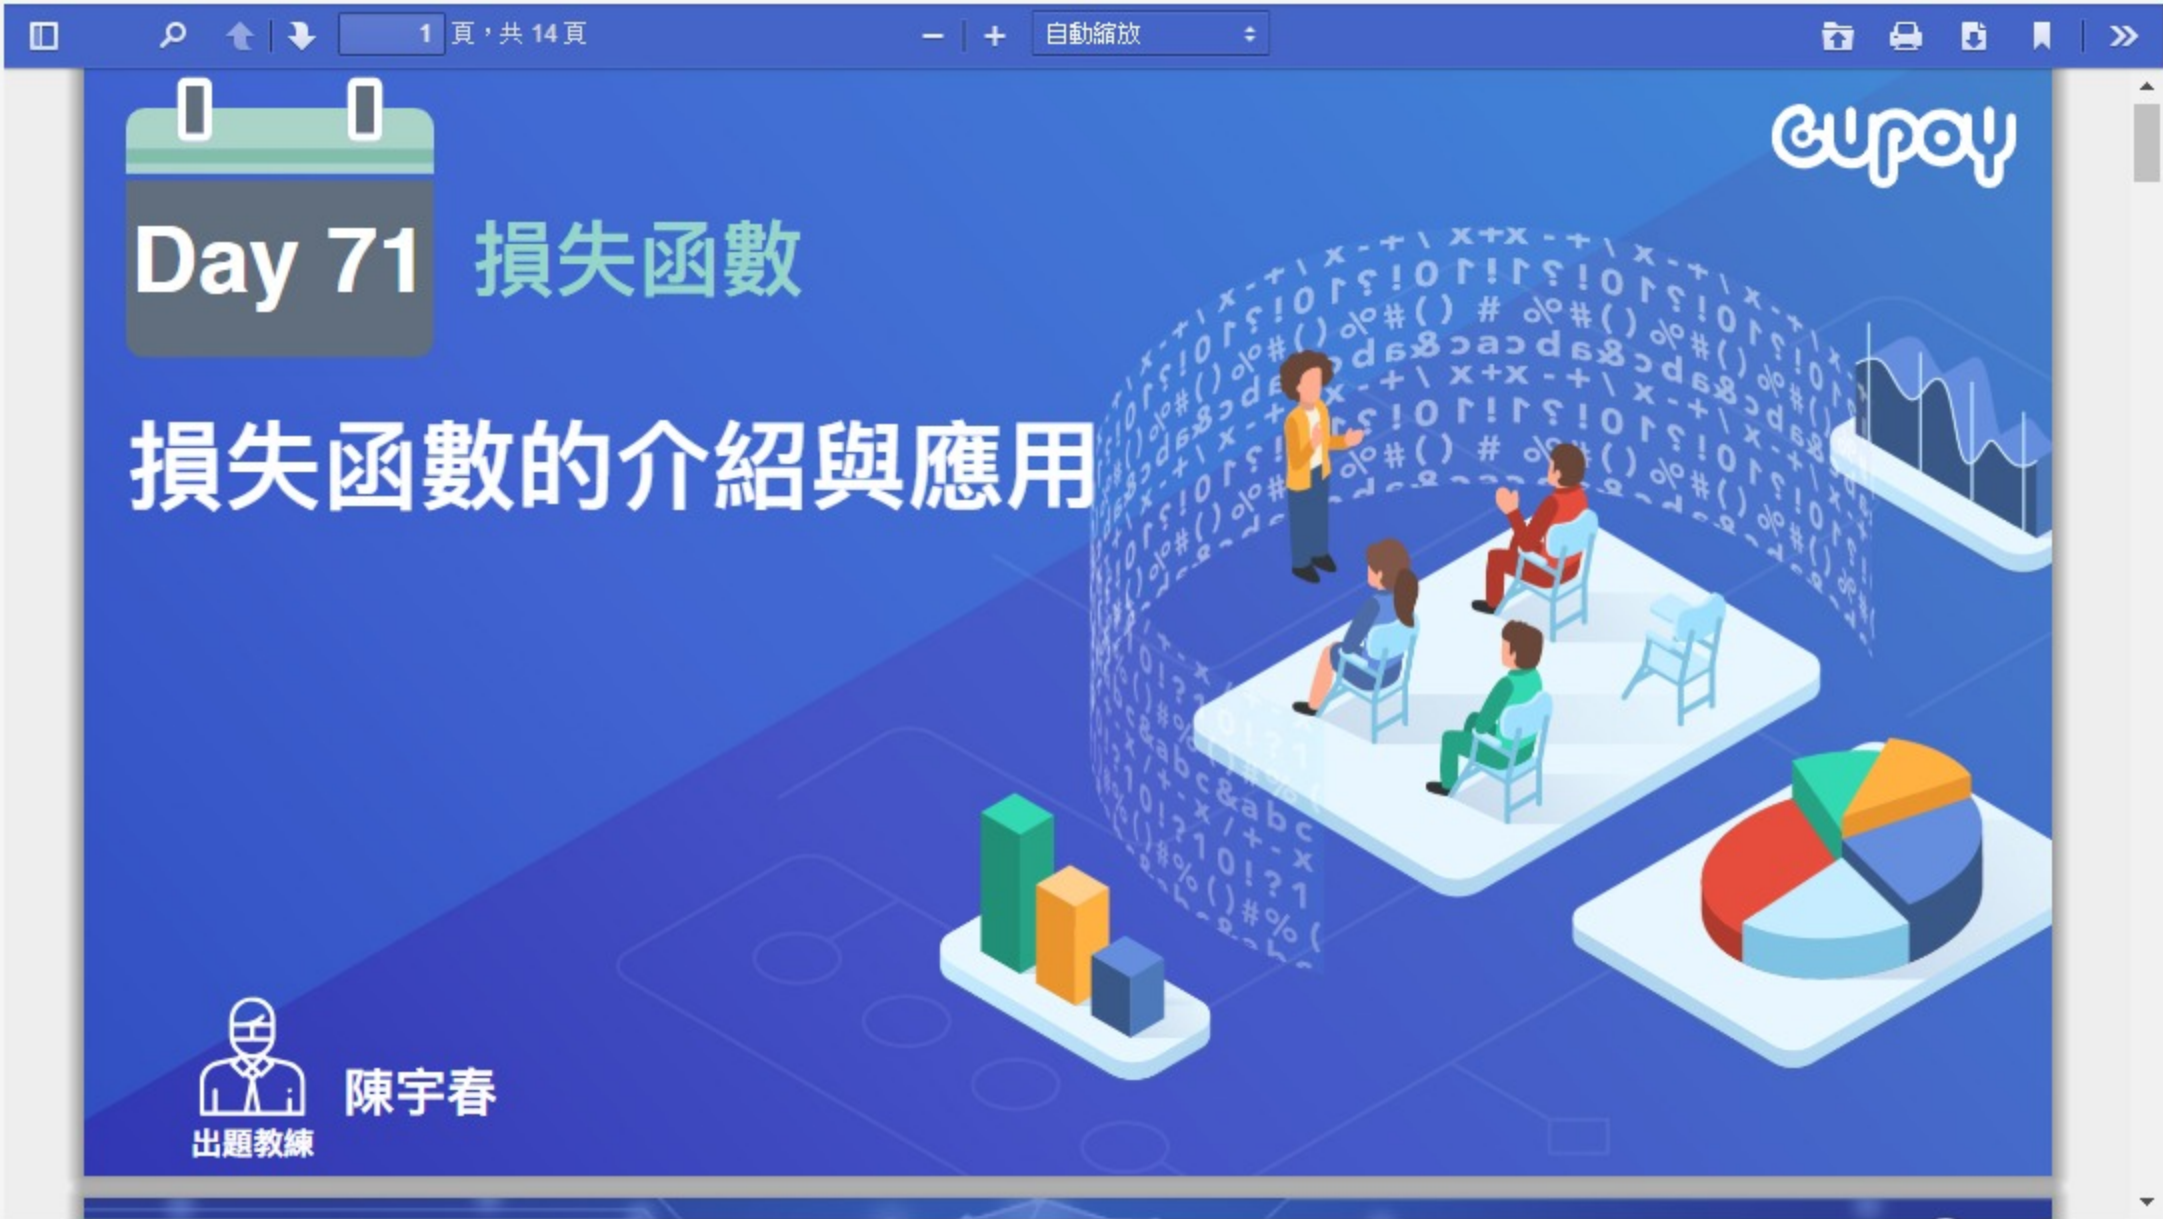 1 頁，共 14 頁
自動縮放
cupoy
Day 71
損失函數
損失函數的介紹與應用
陳宇春
出題教練